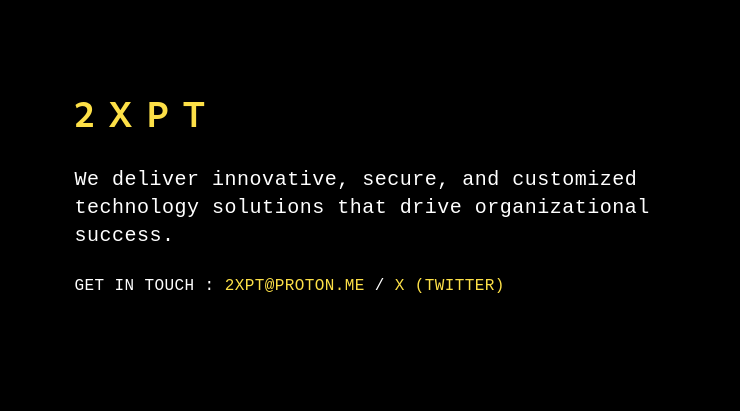 2XPT
We deliver innovative, secure, and customized
technology solutions that drive organizational
success.
GET IN TOUCH : 2XPT@PROTON.ME / X (TWITTER)